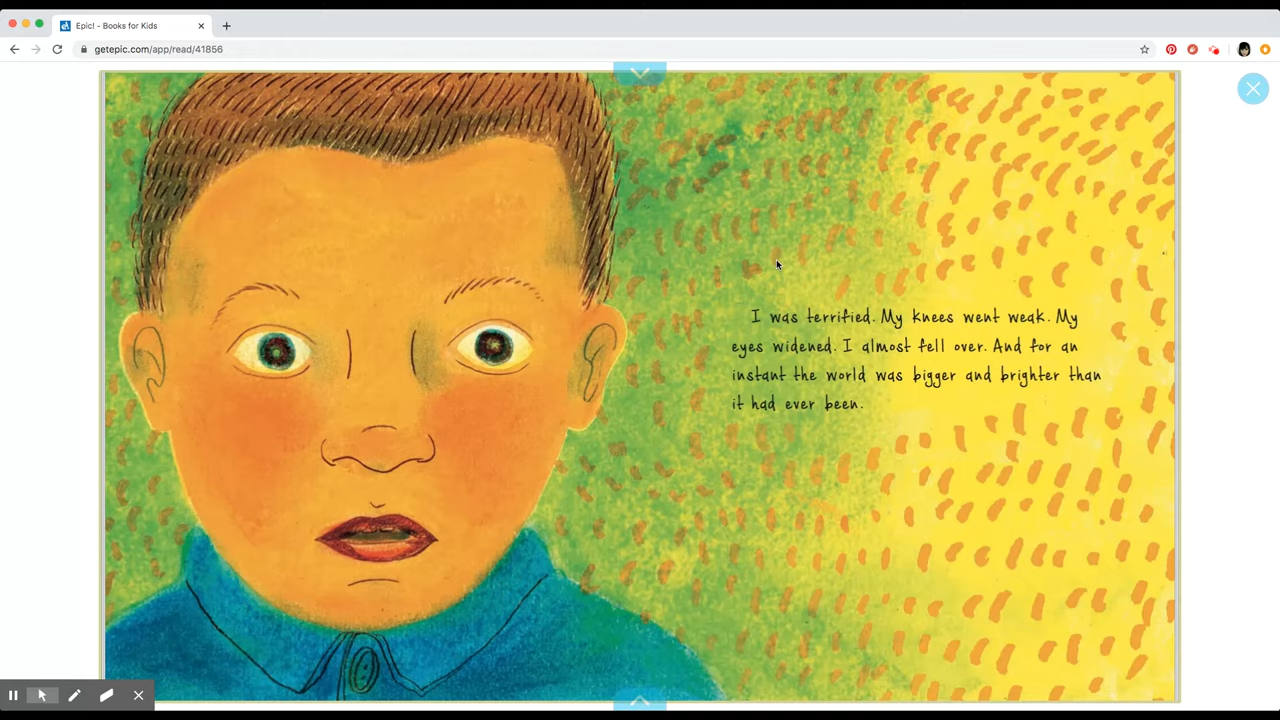 Epic! - Books for Kids
getepic.com/app/read/41856
I was terrified. My knees went weak. My
eyes widened. I almost fell over. And for an
instant the world was bigger and brighter than
it had ever been.